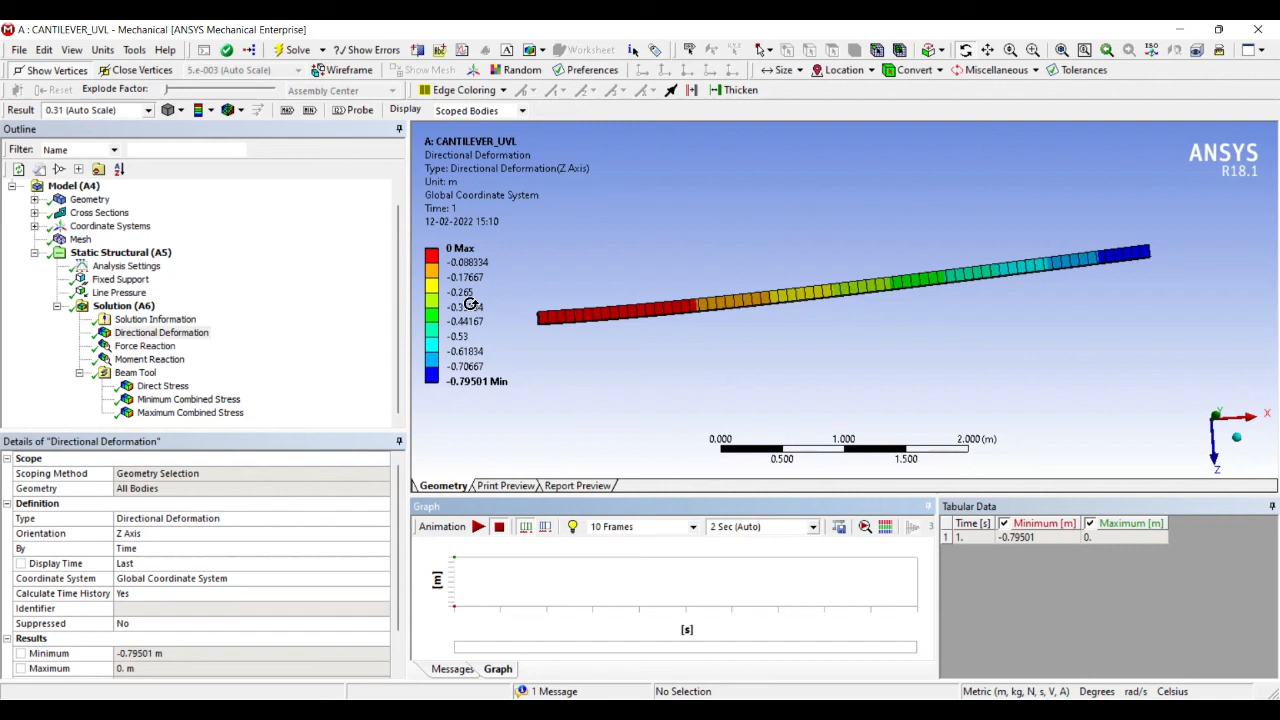 A : CANTILEVER_UVL - Mechanical [ANSYS Mechanical Enterprise]
File Edit View Units Tools Help Solve ?/ Show Errors Worksheet
Show Vertices Close Vertices 5.e-003 (Auto Scale) Wireframe Show Mesh Random Preferences Size Location Convert Miscellaneous Tolerances
Reset Explode Factor: Assembly Center Edge Coloring Thicken
Result 0.31 (Auto Scale) Probe Display Scoped Bodies
Outline
Filter: Name
Model (A4)
Geometry
Cross Sections
Coordinate Systems
Mesh
Static Structural (A5)
Analysis Settings
Fixed Support
Line Pressure
Solution (A6)
Solution Information
Directional Deformation
Force Reaction
Moment Reaction
Beam Tool
Direct Stress
Minimum Combined Stress
Maximum Combined Stress
Details of "Directional Deformation"
Scope
Scoping Method Geometry Selection
Geometry All Bodies
Definition
Type Directional Deformation
Orientation Z Axis
By Time
Display Time Last
Coordinate System Global Coordinate System
Calculate Time History Yes
Identifier
Suppressed No
Results
Minimum -0.79501 m
Maximum 0. m
A: CANTILEVER_UVL
Directional Deformation
Type: Directional Deformation(Z Axis)
Unit: m
Global Coordinate System
Time: 1
12-02-2022 15:10
0 Max
-0.088334
-0.17667
-0.265
-0.44167
-0.53
-0.61834
-0.70667
-0.79501 Min
ANSYS
R18.1
0.000 1.000 2.000 (m)
0.500 1.500
X
Y
Z
Geometry Print Preview Report Preview
Graph
Animation 10 Frames 2 Sec (Auto) 3
[m]
[s]
Messages Graph
Tabular Data
Time [s] Minimum [m] Maximum [m]
1 1. -0.79501 0.
1 Message No Selection Metric (m, kg, N, s, V, A) Degrees rad/s Celsius